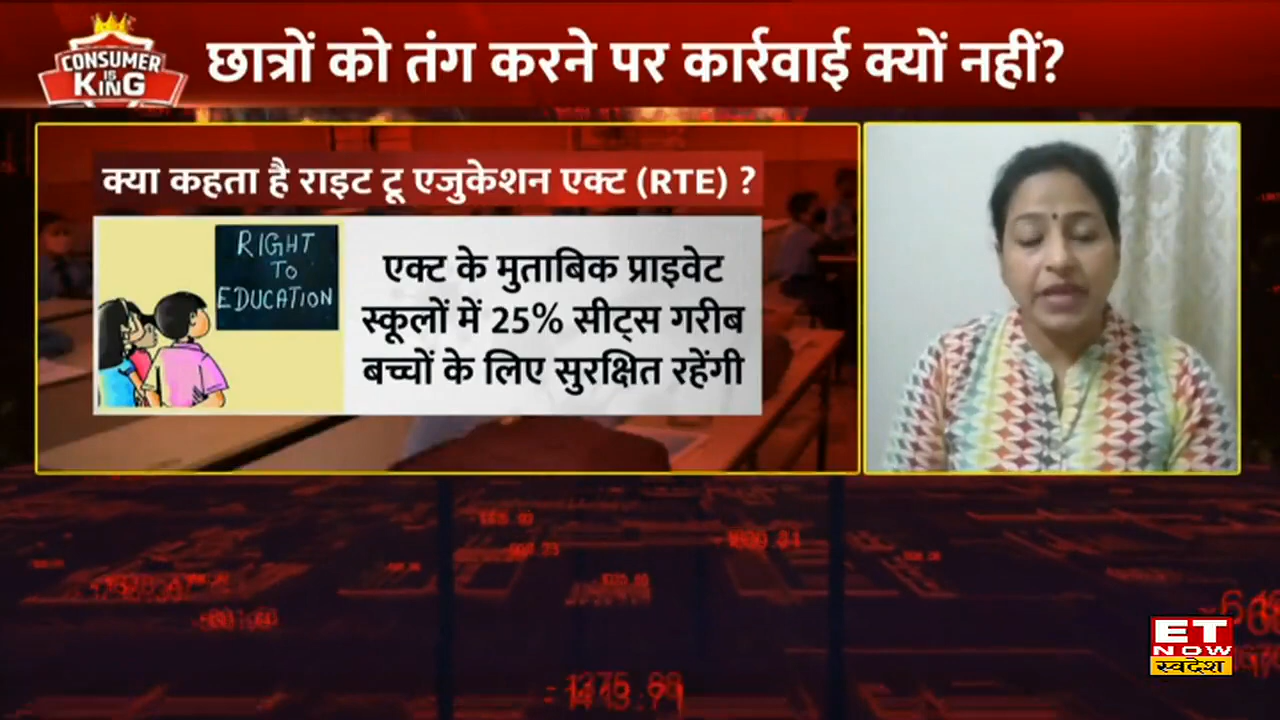 CONSUMER
IS
KING
छात्रों को तंग करने पर कार्रवाई क्यों नहीं?
क्या कहता है राइट टू एजुकेशन एक्ट (RTE) ?
RIGHT
TO
EDUCATION
एक्ट के मुताबिक प्राइवेट
स्कूलों में 25% सीट्स गरीब
बच्चों के लिए सुरक्षित रहेंगी
ET
NOW
स्वदेश